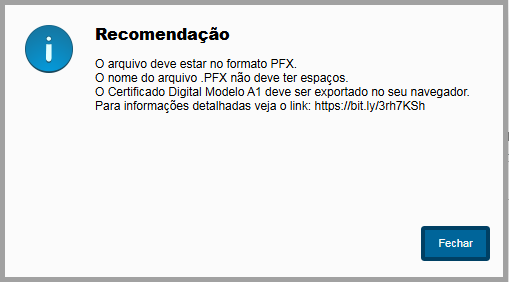 Recomendação
O arquivo deve estar no formato PFX.
O nome do arquivo .PFX não deve ter espaços.
O Certificado Digital Modelo A1 deve ser exportado no seu navegador.
Para informações detalhadas veja o link: https://bit.ly/3rh7KSh
Fechar